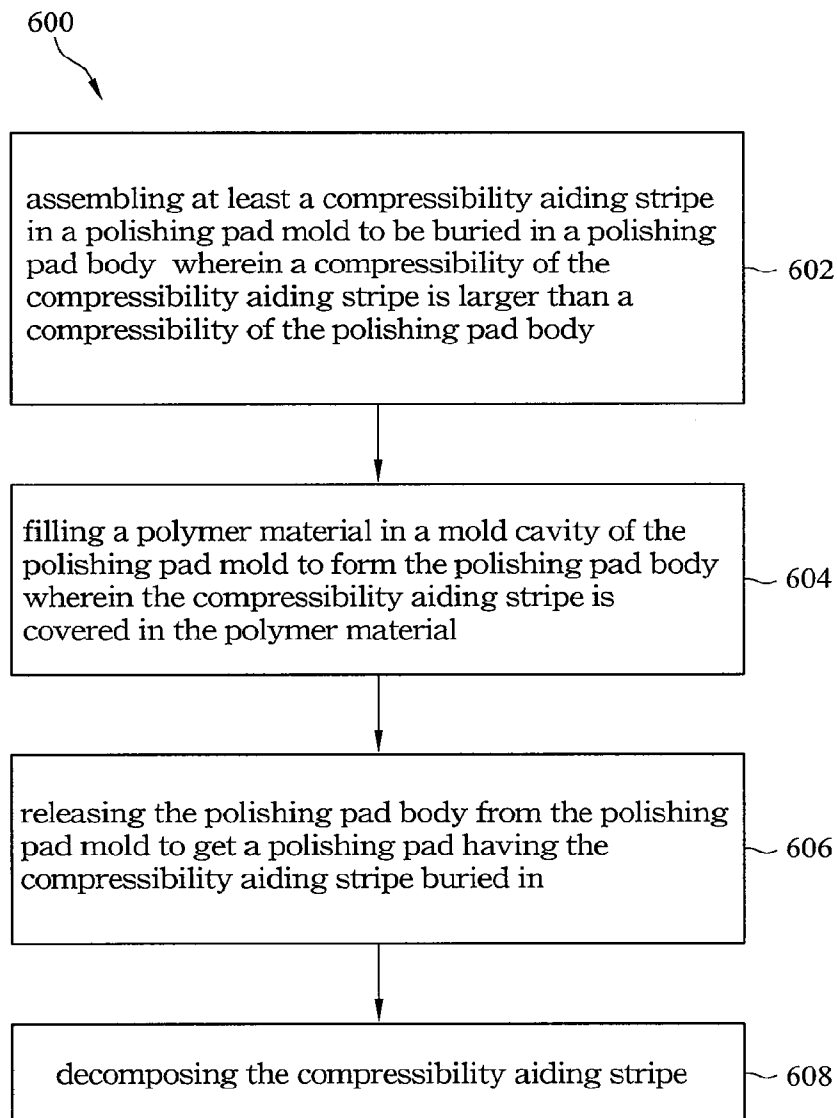 600
assembling at least a compressibility aiding stripe
in a polishing pad mold to be buried in a polishing
pad body wherein a compressibility of the
compressibility aiding stripe is larger than a
compressibility of the polishing pad body
602
filling a polymer material in a mold cavity of the
polishing pad mold to form the polishing pad body
wherein the compressibility aiding stripe is
covered in the polymer material
604
releasing the polishing pad body from the polishing
pad mold to get a polishing pad having the
compressibility aiding stripe buried in
606
decomposing the compressibility aiding stripe
608